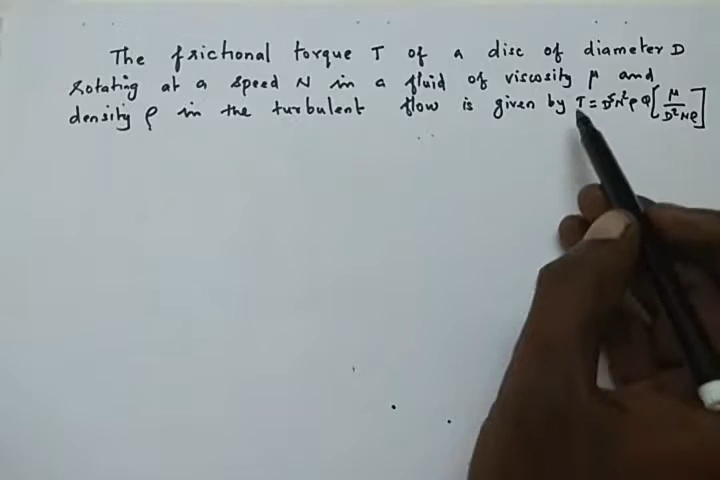 The frictional torque T of a disc of diameter D
rotating at a speed N in a fluid of viscosity μ and
density ρ in the turbulent flow is given by T = D⁵N²ρ Φ[μ/D²Nρ]